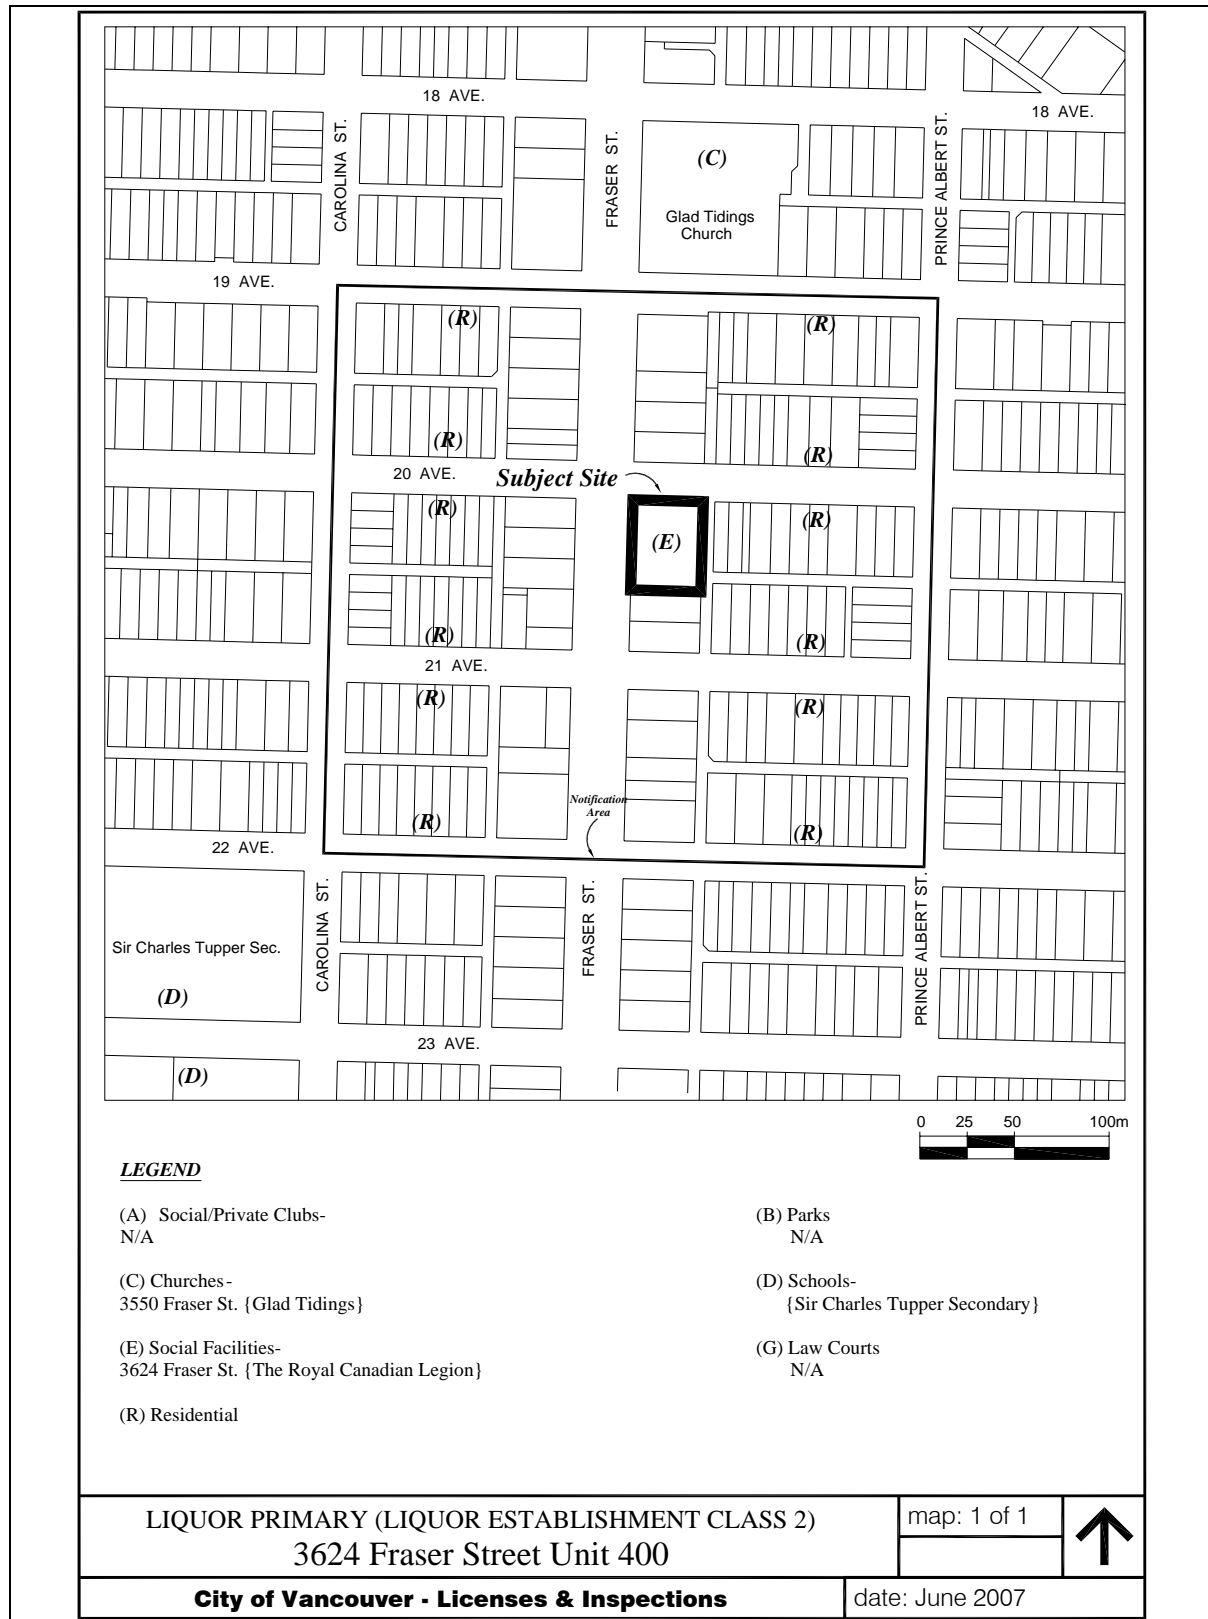 18 AVE.
18 AVE.
CAROLINA ST.
FRASER ST.
PRINCE ALBERT ST.
(C)
Glad Tidings
Church
19 AVE.
(R)
(R)
(R)
(R)
20 AVE.
Subject Site
(R)
(R)
(E)
(R)
(R)
21 AVE.
(R)
(R)
Notification
Area
(R)
(R)
22 AVE.
CAROLINA ST.
FRASER ST.
PRINCE ALBERT ST.
Sir Charles Tupper Sec.
(D)
23 AVE.
(D)
0 25 50 100m
LEGEND
(A) Social/Private Clubs-
N/A
(B) Parks
N/A
(C) Churches-
3550 Fraser St. {Glad Tidings}
(D) Schools-
{Sir Charles Tupper Secondary}
(E) Social Facilities-
3624 Fraser St. {The Royal Canadian Legion}
(G) Law Courts
N/A
(R) Residential
LIQUOR PRIMARY (LIQUOR ESTABLISHMENT CLASS 2)
3624 Fraser Street Unit 400
map: 1 of 1
City of Vancouver - Licenses & Inspections
date: June 2007